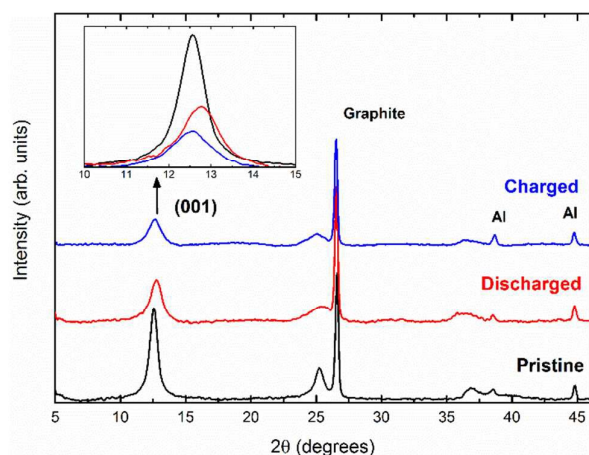 10 11 12 13 14 15
Graphite
(001)
Charged
Al
Al
Discharged
Pristine
Intensity (arb. units)
5 10 15 20 25 30 35 40 45
2θ (degrees)